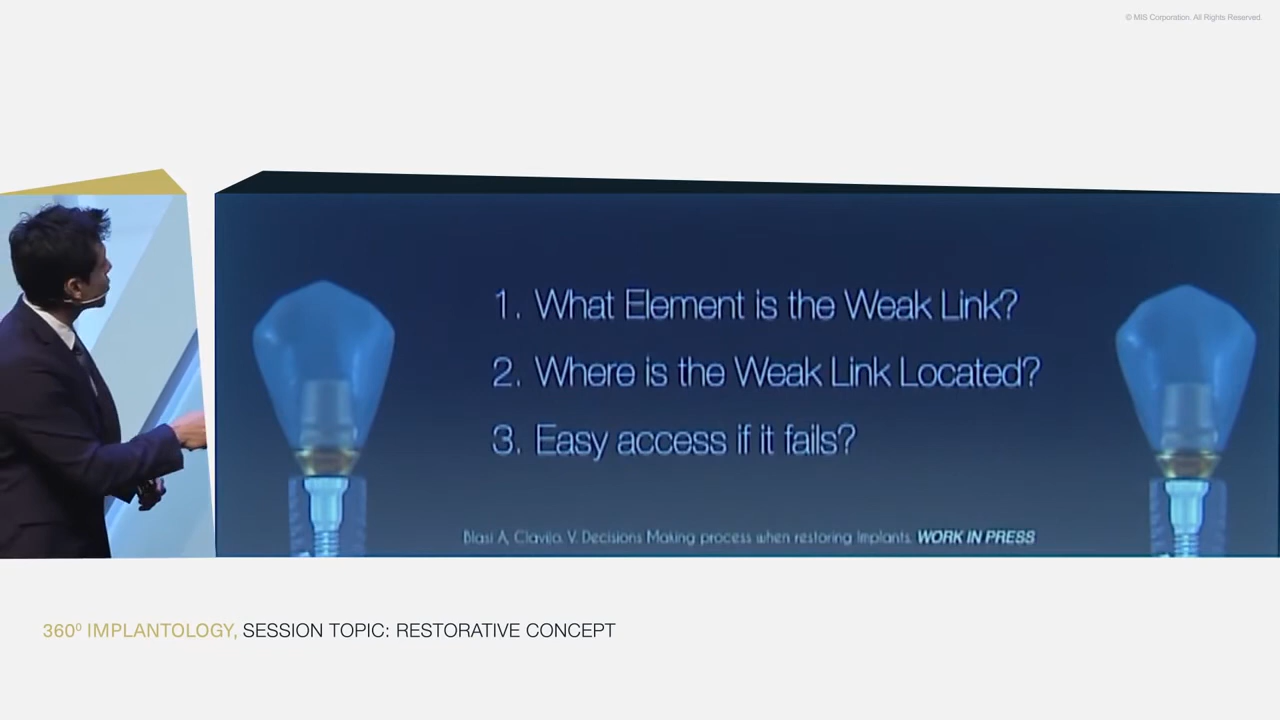 © MIS Corporation. All Rights Reserved.
1. What Element is the Weak Link?
2. Where is the Weak Link Located?
3. Easy access if it fails?
Blasi A, Clavijo. V. Decisions Making process when restoring Implants. WORK IN PRESS
360⁰ IMPLANTOLOGY, SESSION TOPIC: RESTORATIVE CONCEPT